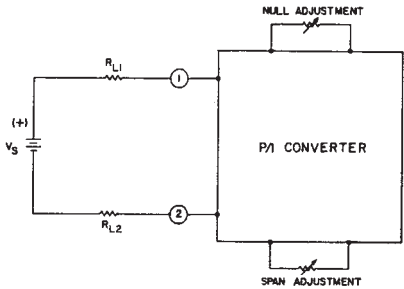 NULL ADJUSTMENT
RL1
1
(+)
VS
P/I CONVERTER
2
RL2
SPAN ADJUSTMENT